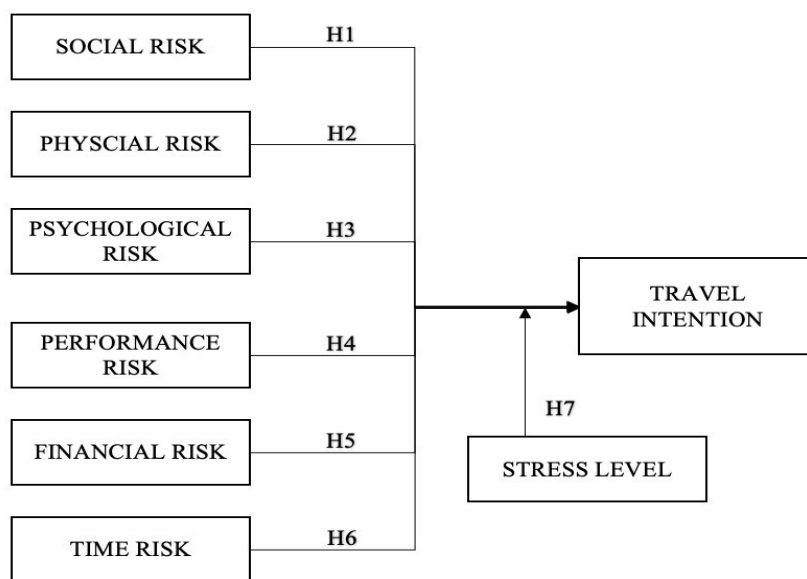 SOCIAL RISK
H1
PHYSCIAL RISK
H2
PSYCHOLOGICAL
RISK
H3
TRAVEL
INTENTION
PERFORMANCE
RISK
H4
H7
FINANCIAL RISK
H5
STRESS LEVEL
TIME RISK
H6